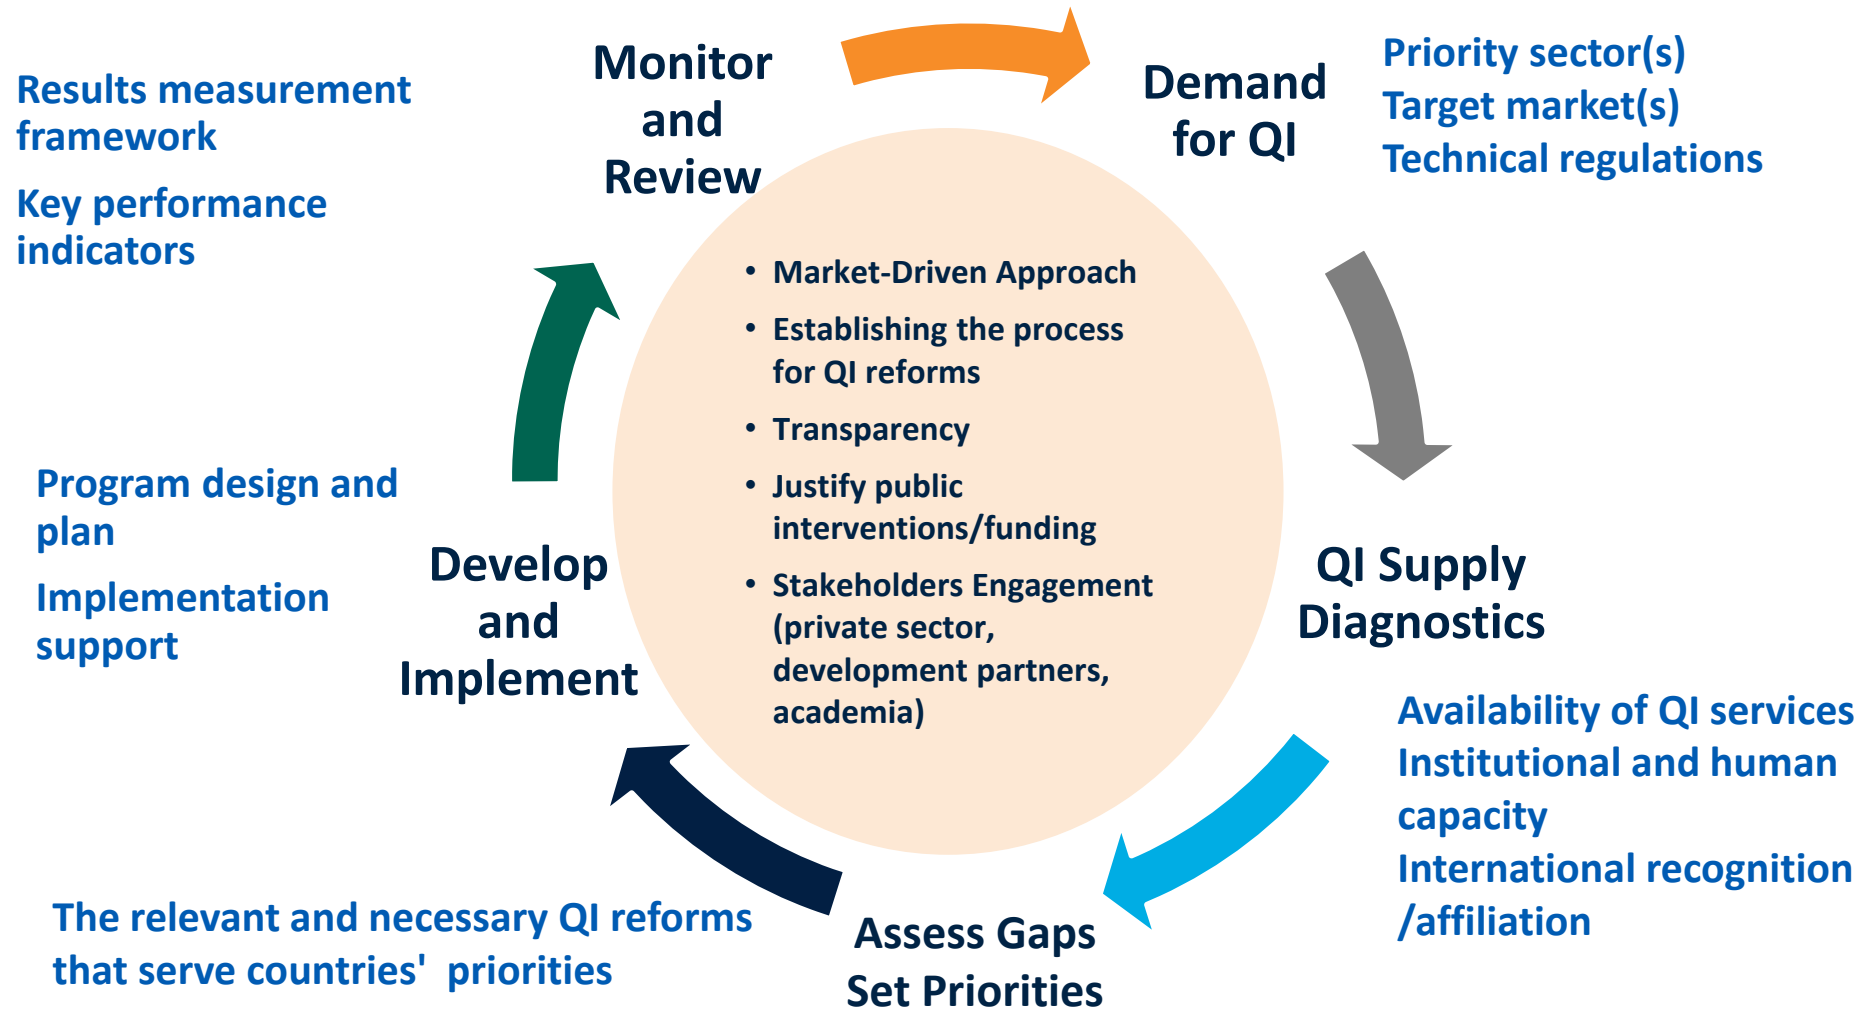 Monitor
and
Review
Demand
for QI
Priority sector(s)
Target market(s)
Technical regulations
Results measurement
framework
Key performance
indicators
• Market-Driven Approach
• Establishing the process
for QI reforms
• Transparency
• Justify public
interventions/funding
• Stakeholders Engagement
(private sector,
development partners,
academia)
QI Supply
Diagnostics
Availability of QI services
Institutional and human
capacity
International recognition
/affiliation
Assess Gaps
Set Priorities
The relevant and necessary QI reforms
that serve countries'  priorities
Develop
and
Implement
Program design and
plan
Implementation
support